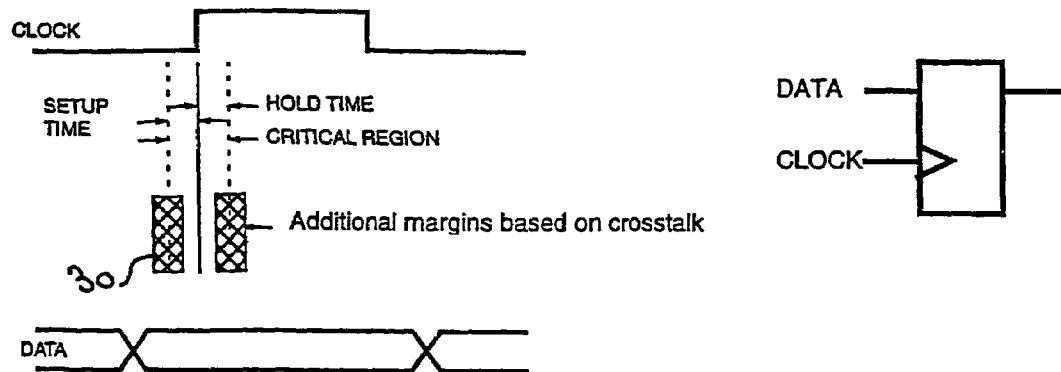 CLOCK
SETUP
TIME
HOLD TIME
CRITICAL REGION
Additional margins based on crosstalk
30
DATA
DATA
CLOCK